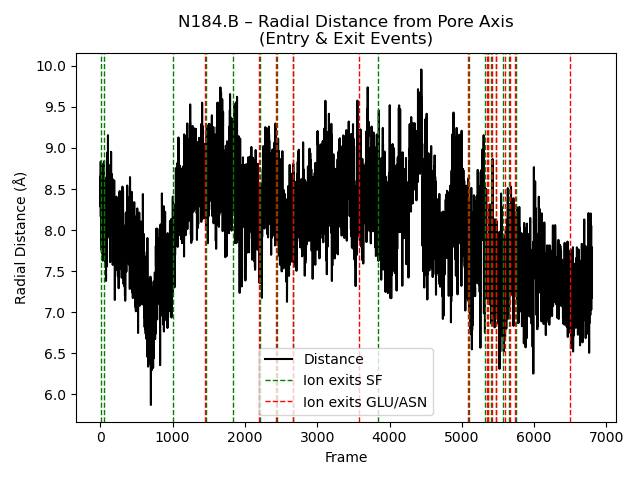 N184.B – Radial Distance from Pore Axis
(Entry & Exit Events)
10.0
9.5
9.0
8.5
8.0
7.5
7.0
6.5
6.0
Radial Distance (Å)
Distance
Ion exits SF
Ion exits GLU/ASN
0 1000 2000 3000 4000 5000 6000 7000
Frame